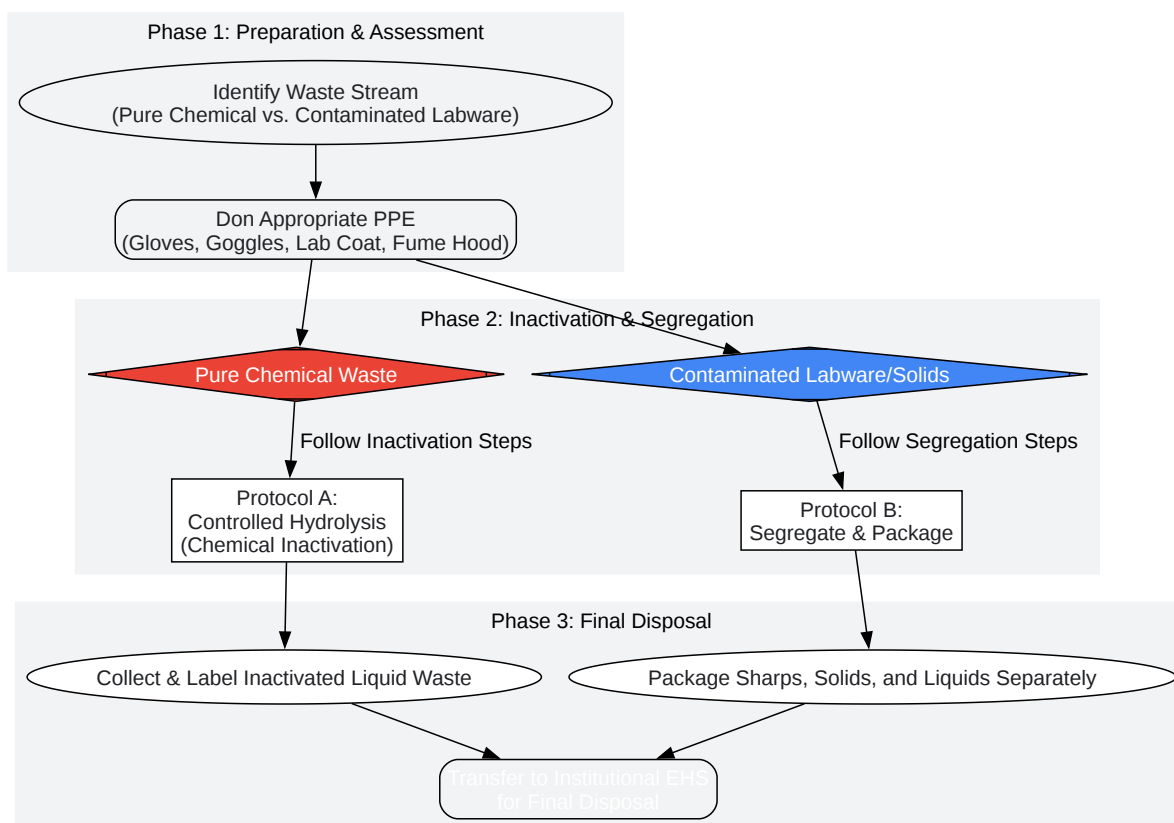 Phase 1: Preparation & Assessment
Identify Waste Stream
(Pure Chemical vs. Contaminated Labware)
Don Appropriate PPE
(Gloves, Goggles, Lab Coat, Fume Hood)
Phase 2: Inactivation & Segregation
Pure Chemical Waste
Contaminated Labware/Solids
Follow Inactivation Steps
Follow Segregation Steps
Protocol A:
Controlled Hydrolysis
(Chemical Inactivation)
Protocol B:
Segregate & Package
Phase 3: Final Disposal
Collect & Label Inactivated Liquid Waste
Package Sharps, Solids, and Liquids Separately
Transfer to Institutional EHS
for Final Disposal